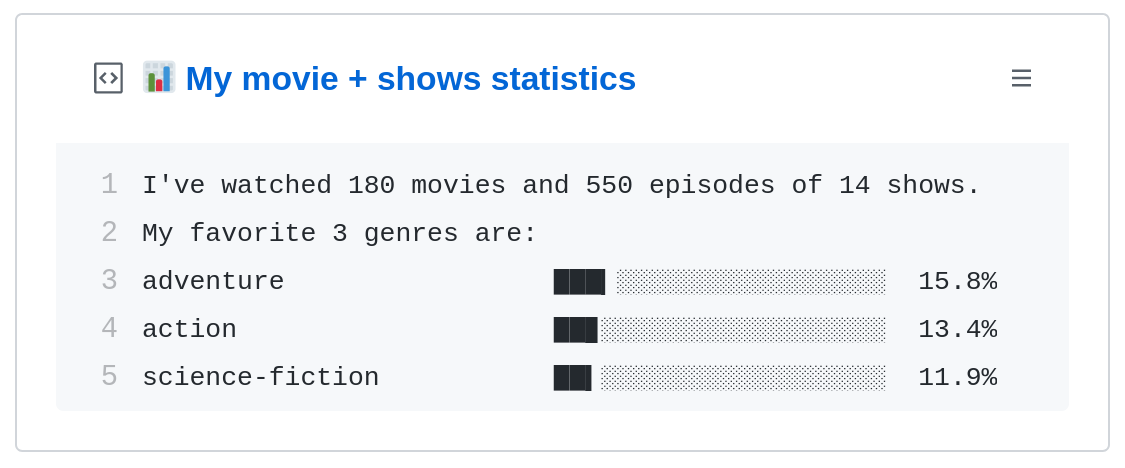 📊 My movie + shows statistics
1 I've watched 180 movies and 550 episodes of 14 shows.
2 My favorite 3 genres are:
3 adventure 15.8%
4 action 13.4%
5 science-fiction 11.9%